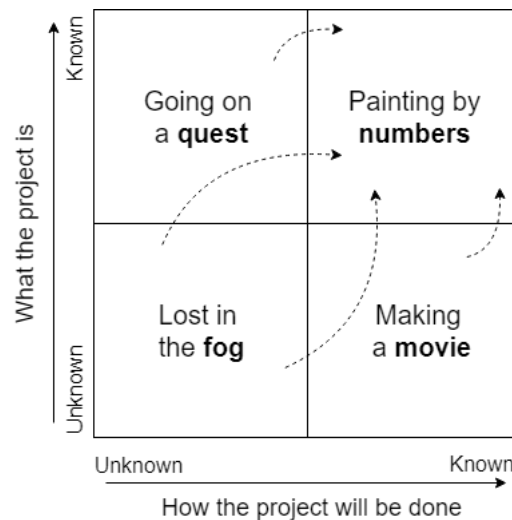 What the project is
Known
Unknown
Going on
a quest
Painting by
numbers
Lost in
the fog
Making
a movie
Unknown
Known
How the project will be done